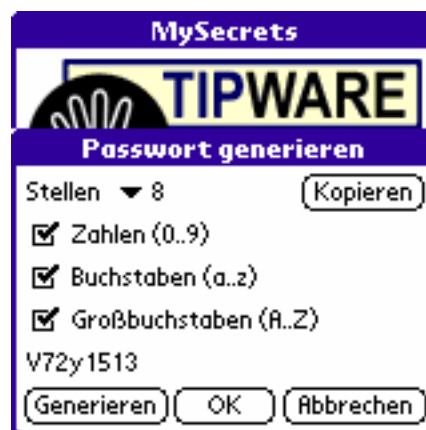 MySecrets
TIPWARE
Passwort generieren
Stellen 8 Kopieren
Zahlen (0..9)
Buchstaben (a..z)
Großbuchstaben (A..Z)
V72y1513
Generieren OK Abbrechen